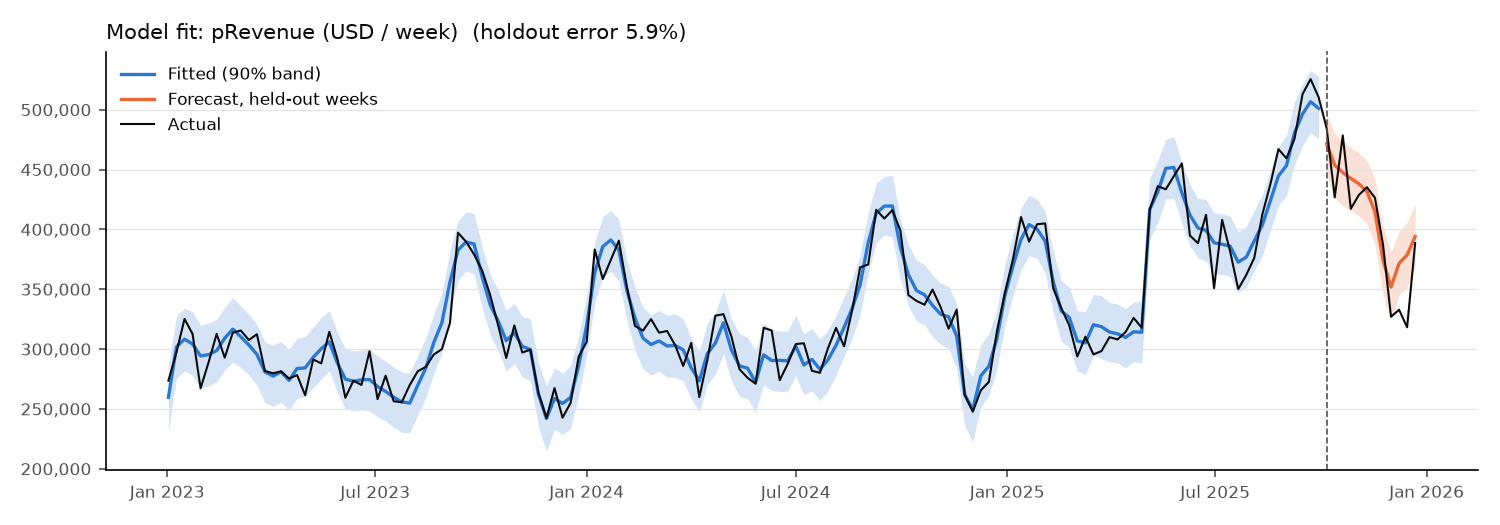 Model fit: pRevenue (USD / week)  (holdout error 5.9%)
Fitted (90% band)
Forecast, held-out weeks
Actual
500,000
450,000
400,000
350,000
300,000
250,000
200,000
Jan 2023
Jul 2023
Jan 2024
Jul 2024
Jan 2025
Jul 2025
Jan 2026